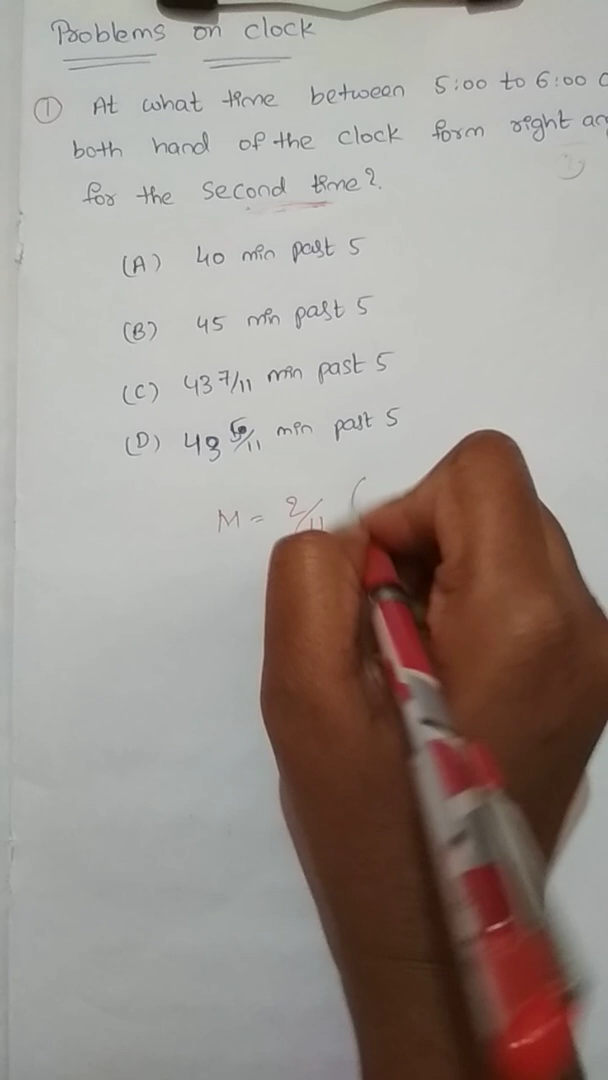 Problems on clock
① At what time between 5:00 to 6:00
both hand of the clock form right
for the second time?
(A) 40 min past 5
(B) 45 min past 5
(C) 43 7/11 min past 5
(D) 43 /11 min past 5
M = 2/11 (